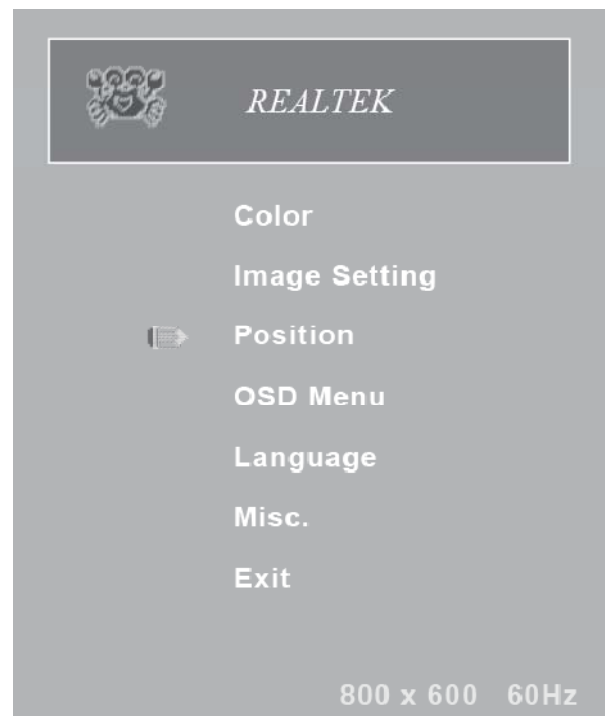 REALTEK
Color
Image Setting
Position
OSD Menu
Language
Misc.
Exit
800 x 600 60Hz